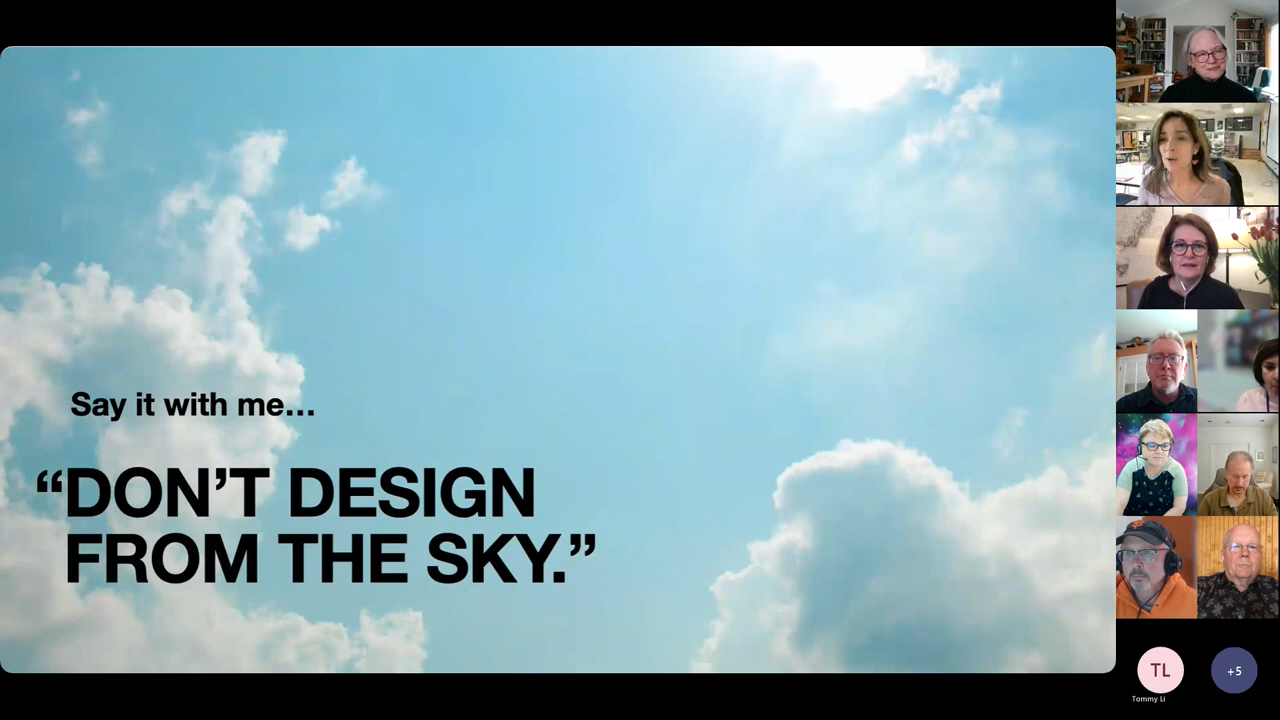 Say it with me…
“DON’T DESIGN
FROM THE SKY.”
TL
+5
Tommy Li